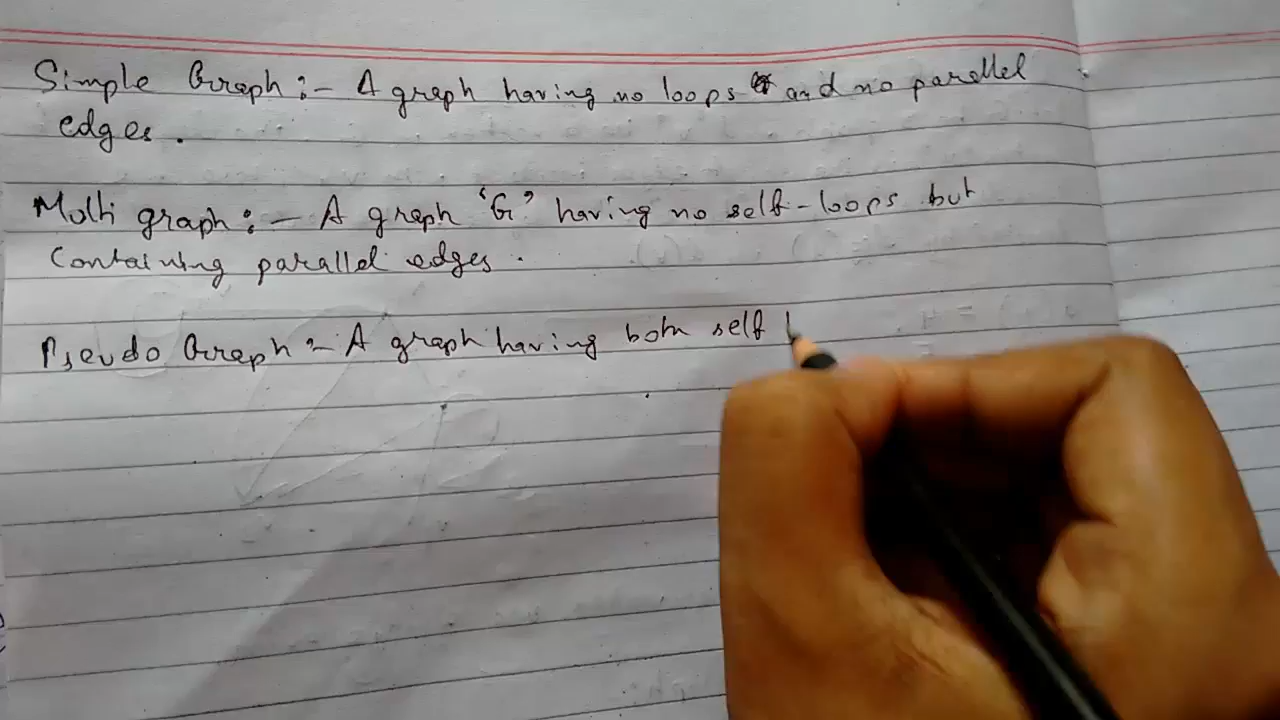 Simple Graph :- A graph having no loops and no parallel
edges .
Multi graph :- A graph 'G' having no self-loops but
Containing parallel edges .
Pseudo Graph :- A graph having both self l